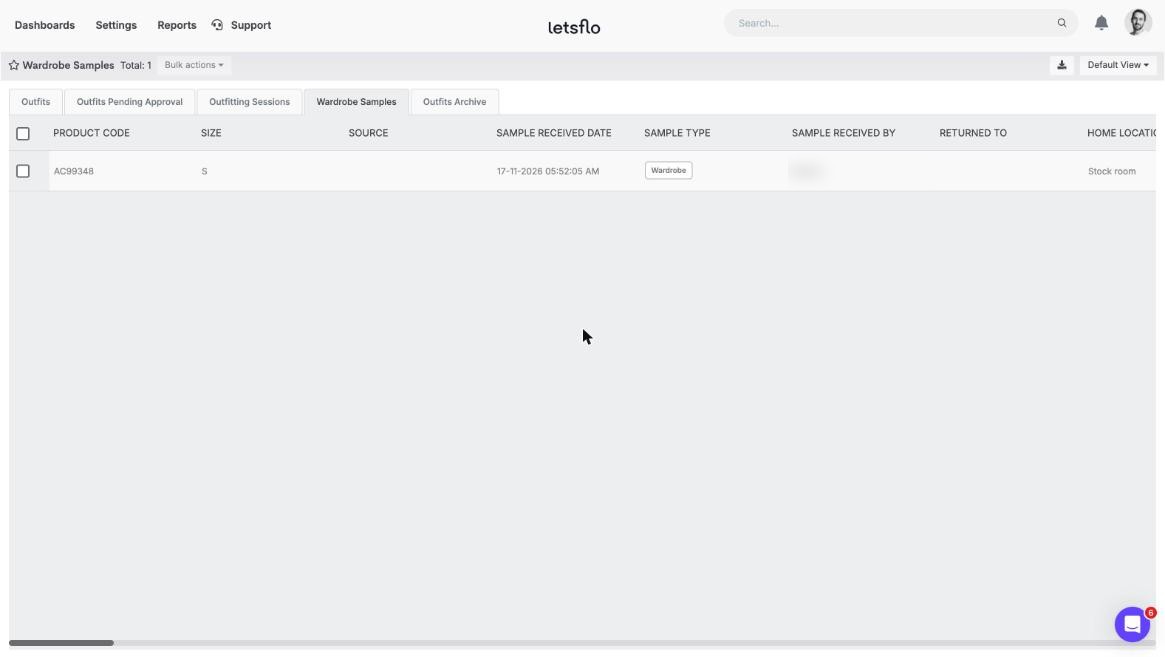 Dashboards Settings Reports Support letsflo Search...
Wardrobe Samples Total: 1 Bulk actions Default View
Outfits Outfits Pending Approval Outfitting Sessions Wardrobe Samples Outfits Archive
PRODUCT CODE SIZE SOURCE SAMPLE RECEIVED DATE SAMPLE TYPE SAMPLE RECEIVED BY RETURNED TO HOME LOCATIO
AC99348 S 17-11-2026 05:52:05 AM Wardrobe Stock room
6